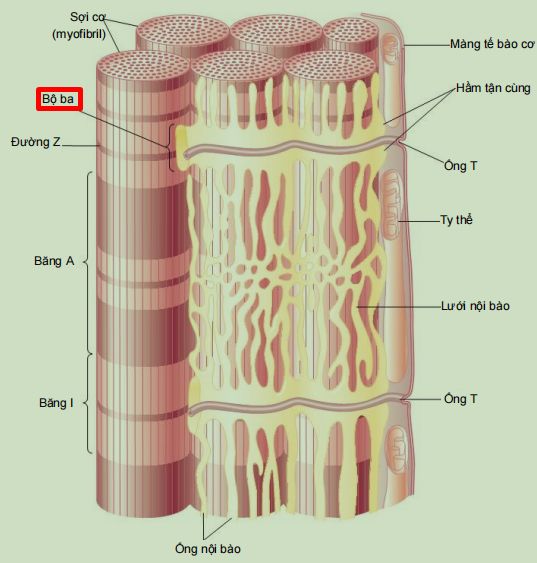 Sợi cơ
(myofibril)
Màng tế bào cơ
Hầm tận cùng
Bộ ba
Đường Z
Ống T
Ty thể
Băng A
Lưới nội bào
Băng I
Ống T
Ống nội bào